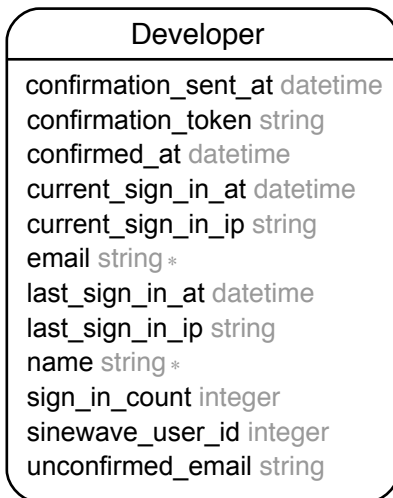 Developer
confirmation_sent_at datetime
confirmation_token string
confirmed_at datetime
current_sign_in_at datetime
current_sign_in_ip string
email string *
last_sign_in_at datetime
last_sign_in_ip string
name string *
sign_in_count integer
sinewave_user_id integer
unconfirmed_email string